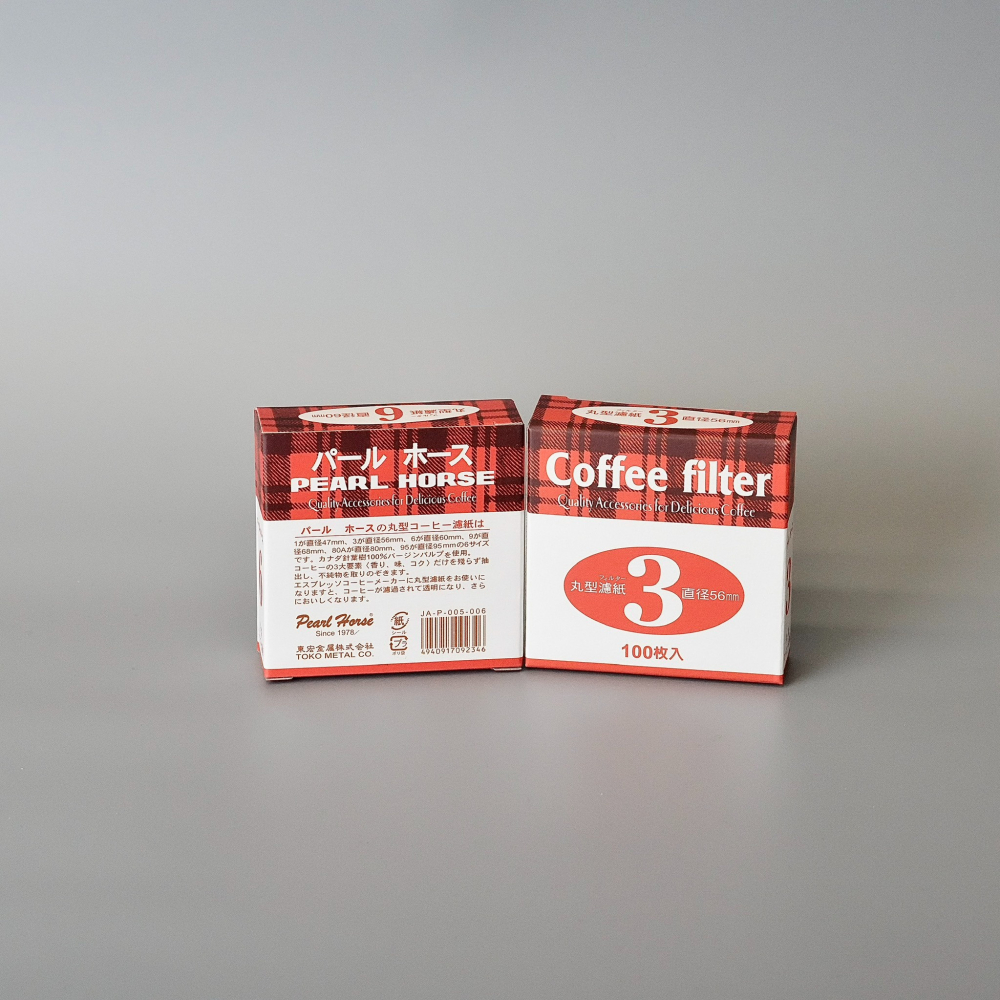 丸型濾紙 6 直径60mm
パール ホース
PEARL HORSE
Quality Accessories for Delicious Coffee
パール ホースの丸型コーヒー濾紙は
1が直径47mm、3が直径56mm、6が直径60mm、9が直
径68mm、80Aが直径80mm、95が直径95mmの6サイズ
です。カナダ針葉樹100%バージンパルプを使用。
コーヒーの3大要素（香り、味、コク）だけを残らず抽
出し、不純物を取りのぞきます。
エスプレッソコーヒーメーカーに丸型濾紙をお使いに
なりますと、コーヒーが濾過されて透明になり、さら
においしくなります。
Pearl Horse®
Since 1978/
東宏金属株式会社
TOKO METAL CO.
紙
シール
プラ
JA-P-005-006
4940917092346
丸型濾紙 3 直径56mm
Coffee filter
Quality Accessories for Delicious Coffee
フィルター
丸型濾紙 3 直径56mm
100枚入